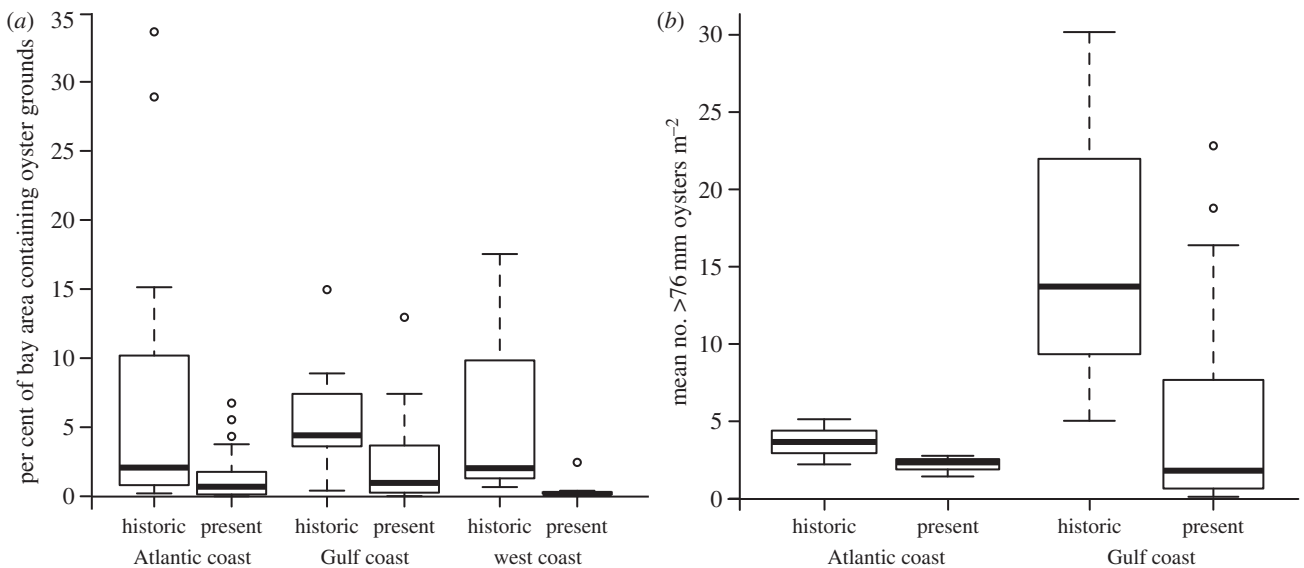 (a)
per cent of bay area containing oyster grounds
35
30
25
20
15
10
5
0
historic present historic present historic present
Atlantic coast Gulf coast west coast
(b)
mean no. >76 mm oysters m⁻²
30
25
20
15
10
5
0
historic present historic present
Atlantic coast Gulf coast